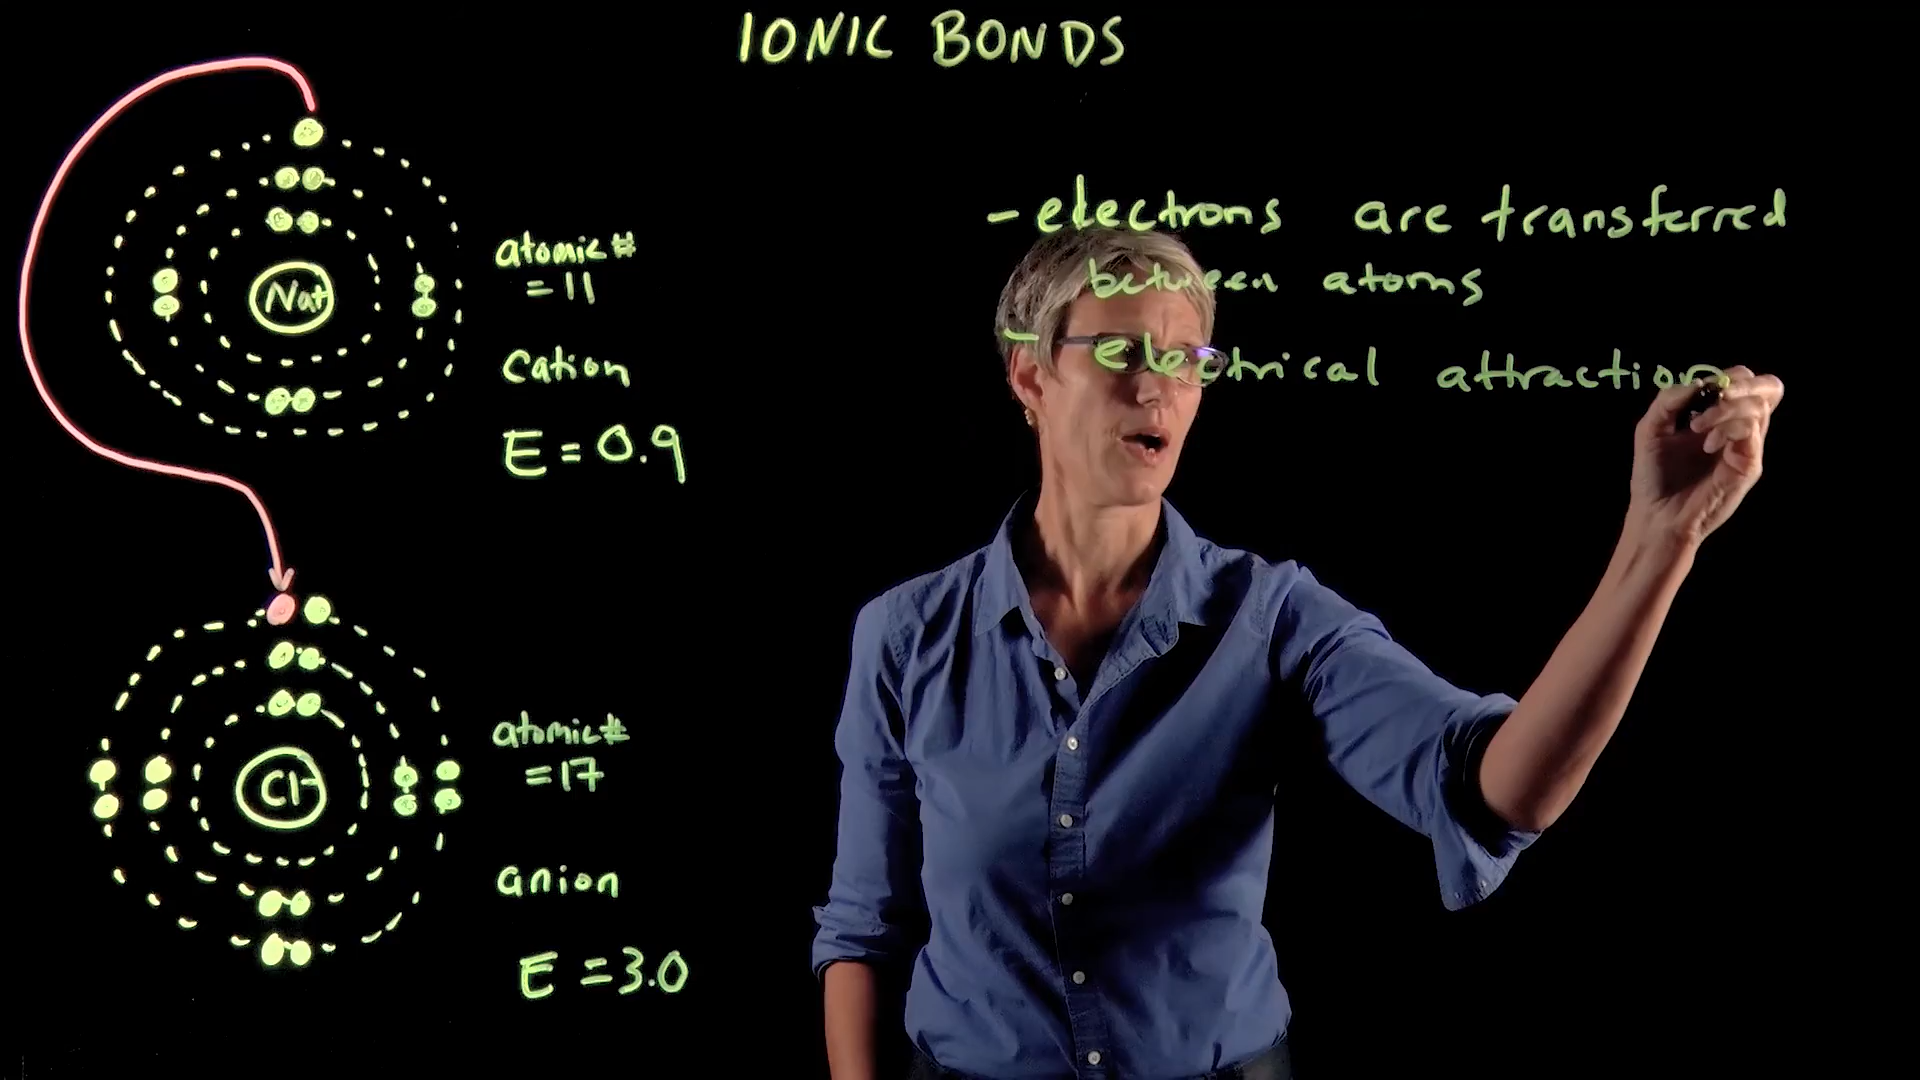 IONIC BONDS
Na+
atomic #
= 11
cation
E = 0.9
Cl-
atomic #
= 17
anion
E = 3.0
- electrons are transferred
between atoms
- electrical attraction